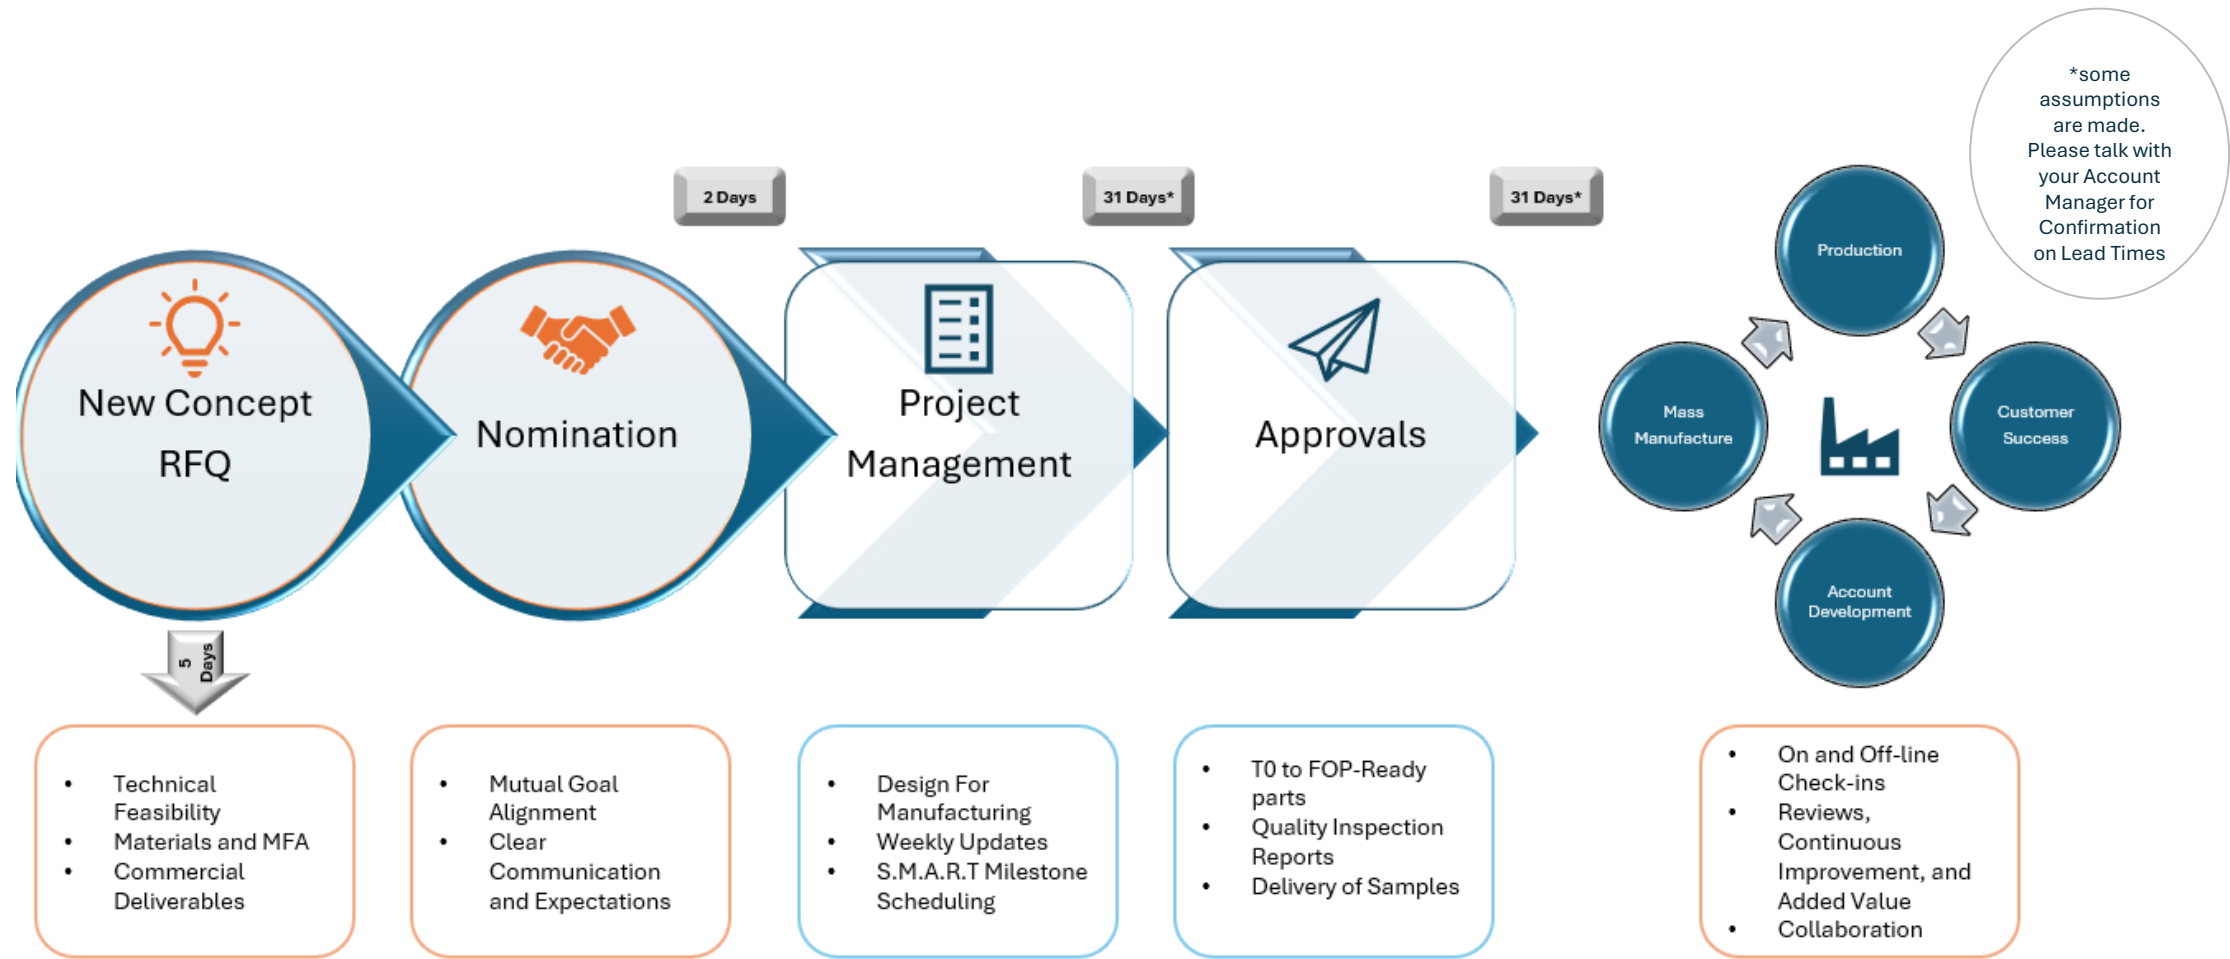 *some
assumptions
are made.
Please talk with
your Account
Manager for
Confirmation
on Lead Times
2 Days
31 Days*
31 Days*
New Concept
RFQ
Nomination
Project
Management
Approvals
Production
Customer
Success
Account
Development
Mass
Manufacture
5
Days
• Technical
Feasibility
• Materials and MFA
• Commercial
Deliverables
• Mutual Goal
Alignment
• Clear
Communication
and Expectations
• Design For
Manufacturing
• Weekly Updates
• S.M.A.R.T Milestone
Scheduling
• T0 to FOP-Ready
parts
• Quality Inspection
Reports
• Delivery of Samples
• On and Off-line
Check-ins
• Reviews,
Continuous
Improvement, and
Added Value
• Collaboration